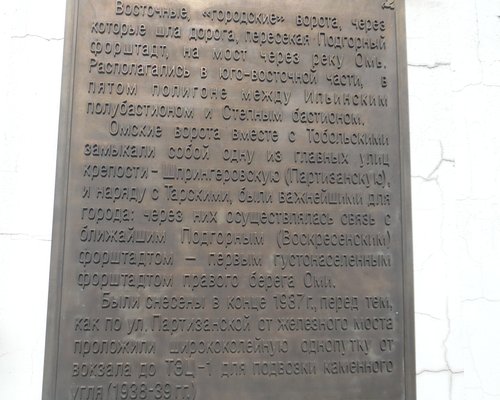 Восточные, «городские» ворота, через
которые шла дорога, пересекая Подгорный
форштадт, на мост через реку Омь.
Располагались в юго-восточной части, в
пятом полигоне между Ильинским
полубастионом и Степным бастионом.
Омские ворота вместе с Тобольскими
замыкали собой одну из главных улиц
крепости – Шпрингеровскую (Партизанскую),
и наряду с Тарскими, были важнейшими для
города: через них осуществлялась связь с
ближайшим Подгорным (Воскресенским)
форштадтом – первым густонаселенным
форштадтом правого берега Оми.
Были снесены в конце 1937 г., перед тем,
как по ул. Партизанской от железного моста
проложили ширококолейную однопутку от
вокзала до ТЭЦ-1 для подвозки каменного
угля (1938-39 гг.)